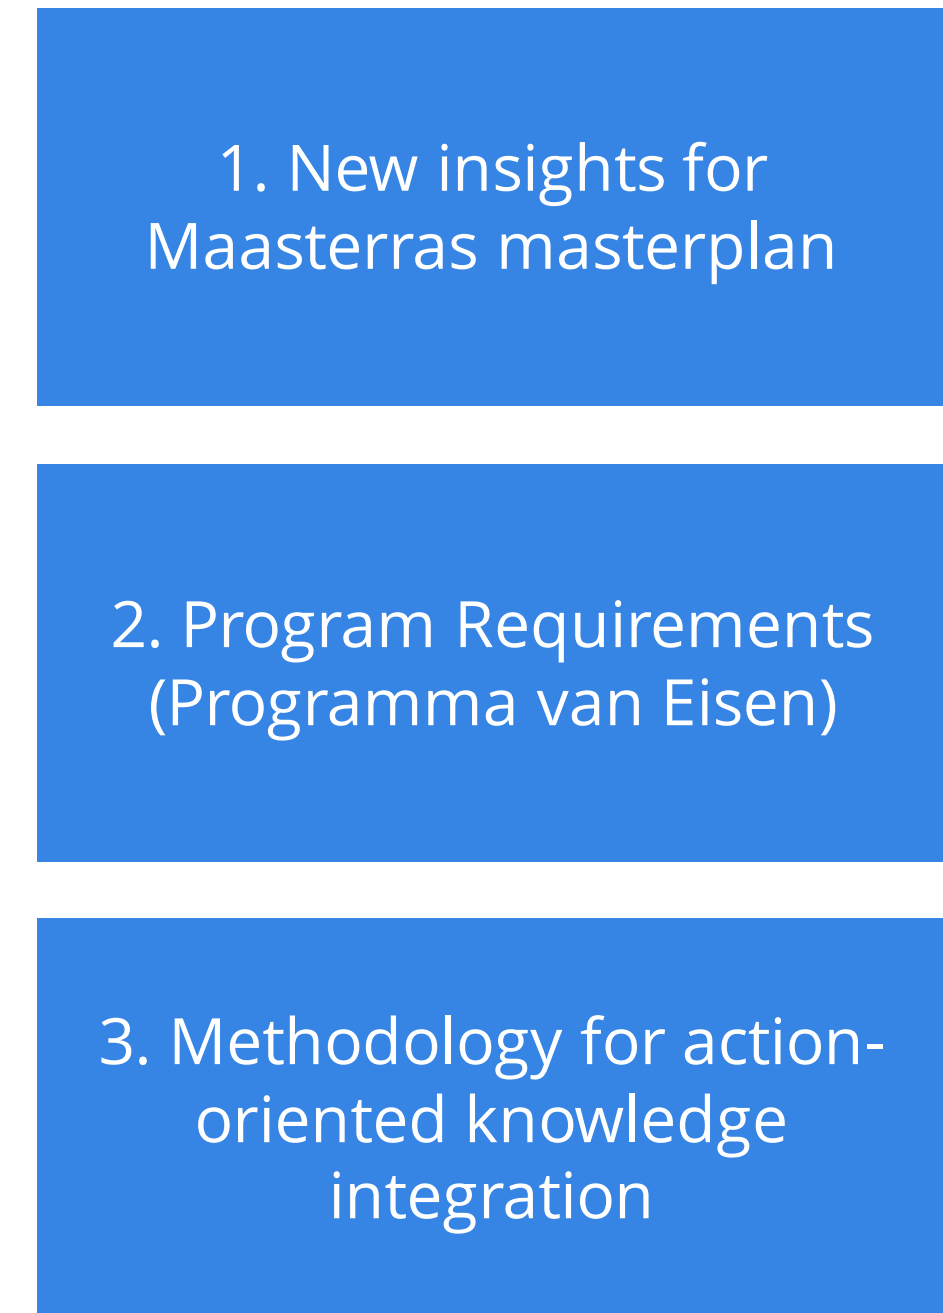 1. New insights for
Maasterras masterplan
2. Program Requirements
(Programma van Eisen)
3. Methodology for action-
oriented knowledge
integration